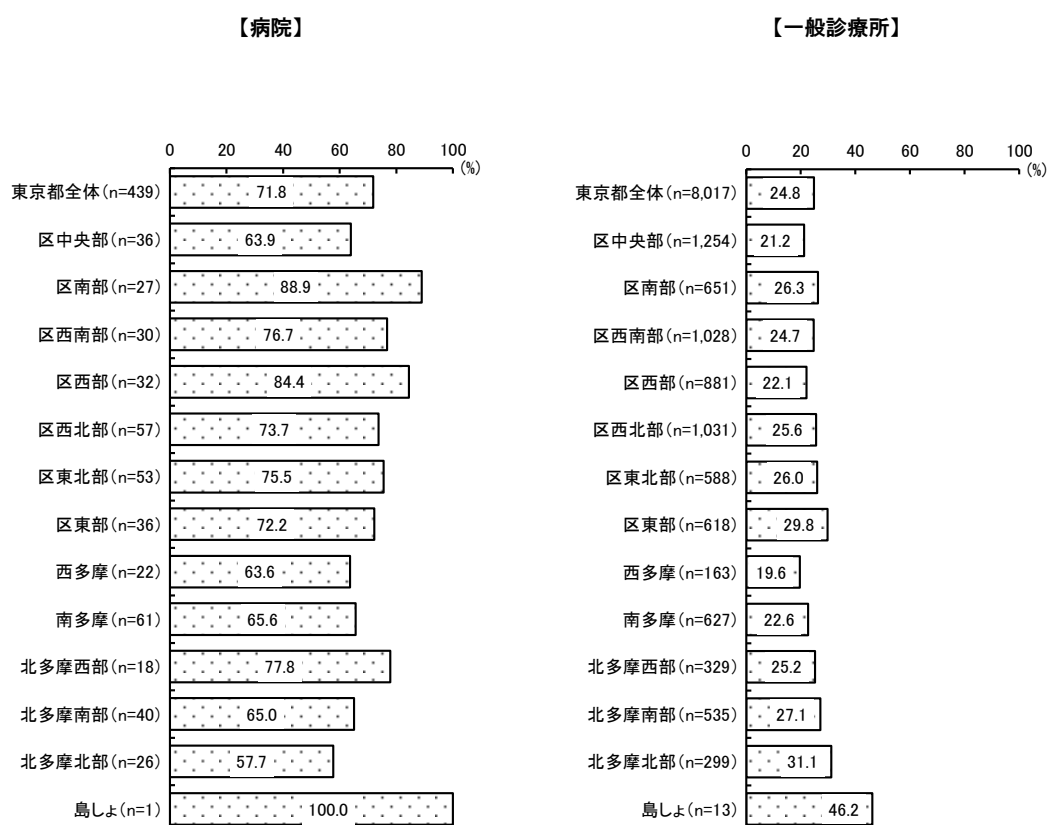 【病院】
0 20 40 60 80 100
(%)
東京都全体(n=439) 71.8
区中央部(n=36) 63.9
区南部(n=27) 88.9
区西南部(n=30) 76.7
区西部(n=32) 84.4
区西北部(n=57) 73.7
区東北部(n=53) 75.5
区東部(n=36) 72.2
西多摩(n=22) 63.6
南多摩(n=61) 65.6
北多摩西部(n=18) 77.8
北多摩南部(n=40) 65.0
北多摩北部(n=26) 57.7
島しょ(n=1) 100.0
【一般診療所】
0 20 40 60 80 100
(%)
東京都全体(n=8,017) 24.8
区中央部(n=1,254) 21.2
区南部(n=651) 26.3
区西南部(n=1,028) 24.7
区西部(n=881) 22.1
区西北部(n=1,031) 25.6
区東北部(n=588) 26.0
区東部(n=618) 29.8
西多摩(n=163) 19.6
南多摩(n=627) 22.6
北多摩西部(n=329) 25.2
北多摩南部(n=535) 27.1
北多摩北部(n=299) 31.1
島しょ(n=13) 46.2